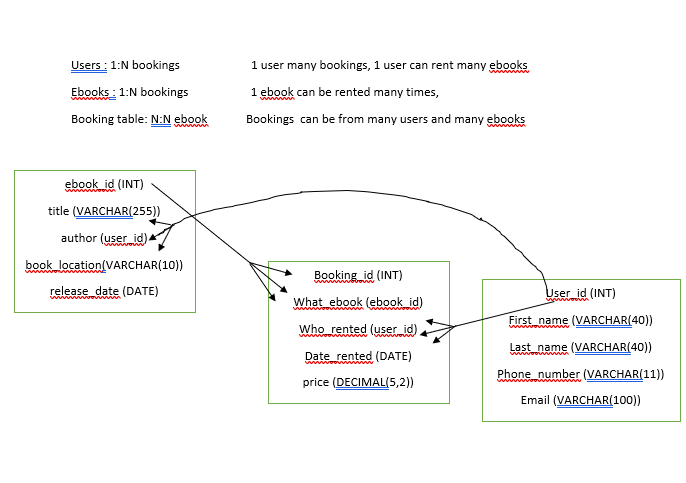 Users : 1:N bookings 1 user many bookings, 1 user can rent many ebooks
Ebooks : 1:N bookings 1 ebook can be rented many times,
Booking table: N:N ebook Bookings can be from many users and many ebooks
ebook_id (INT)
title (VARCHAR(255))
author (user_id)
book_location(VARCHAR(10))
release_date (DATE)
Booking_id (INT)
What_ebook (ebook_id)
Who_rented (user_id)
Date_rented (DATE)
price (DECIMAL(5,2))
User_id (INT)
First_name (VARCHAR(40))
Last_name (VARCHAR(40))
Phone_number (VARCHAR(11))
Email (VARCHAR(100))